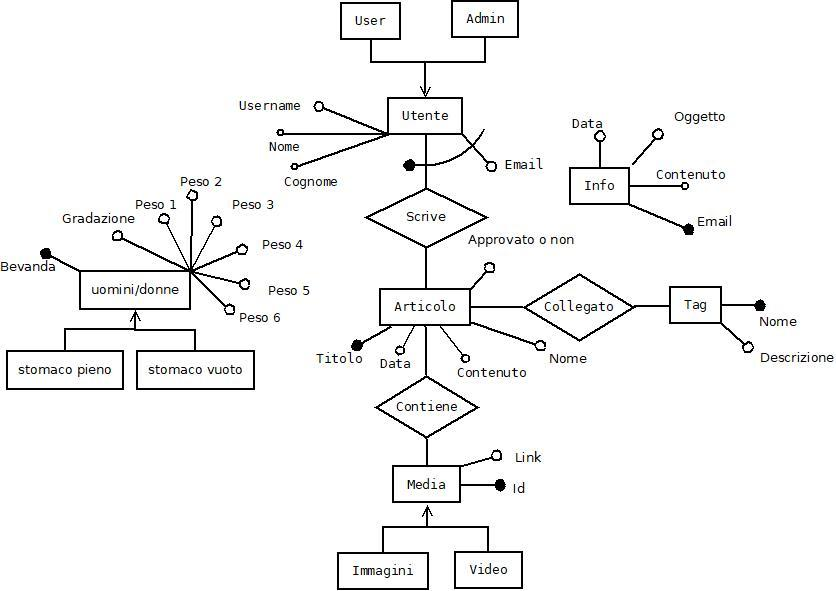 User
Admin
Username
Utente
Nome
Email
Cognome
Data
Oggetto
Info
Contenuto
Email
Peso 2
Peso 1
Peso 3
Gradazione
Scrive
Peso 4
Approvato o non
Bevanda
uomini/donne
Peso 5
Peso 6
Articolo
Collegato
Tag
Nome
Titolo
Data
Nome
Descrizione
Contenuto
stomaco pieno
stomaco vuoto
Contiene
Link
Media
Id
Immagini
Video